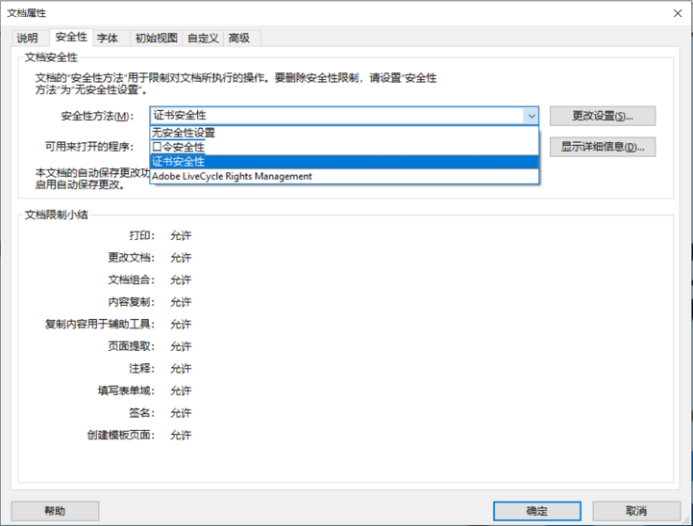 文档属性
说明 安全性 字体 初始视图 自定义 高级
文档安全性
文档的“安全性方法”用于限制对文档所执行的操作。要删除安全性限制，请设置“安全性
方法”为“无安全性设置”。
安全性方法(M)： 证书安全性 更改设置(S)...
无安全性设置
可用来打开的程序： 口令安全性 显示详细信息(D)...
证书安全性
本文档的自动保存更改功 Adobe LiveCycle Rights Management
启用自动保存更改。
文档限制小结
打印： 允许
更改文档： 允许
文档组合： 允许
内容复制： 允许
复制内容用于辅助工具： 允许
页面提取： 允许
注释： 允许
填写表单域： 允许
签名： 允许
创建模板页面： 允许
帮助 确定 取消